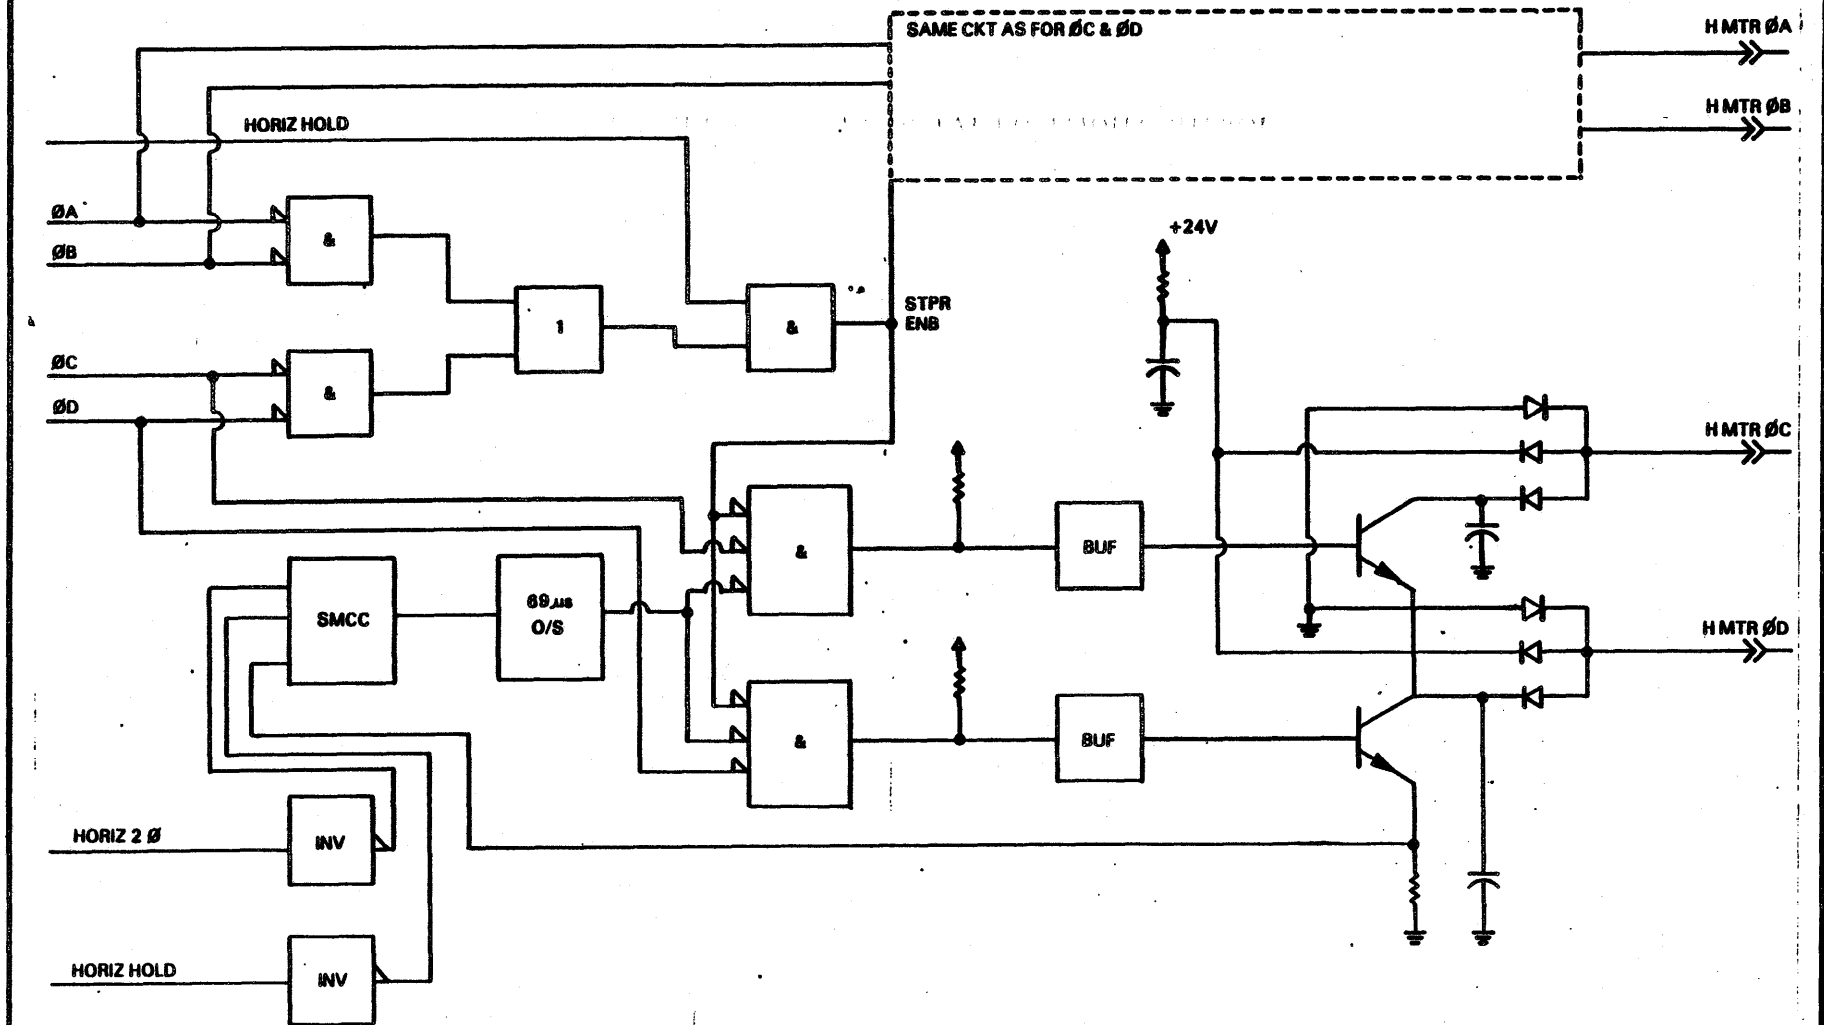 SAME CKT AS FOR ØC & ØD
H MTR ØA
H MTR ØB
HORIZ HOLD
ØA
ØB
&
+24V
STPR
ENB
1
&
ØC
ØD
&
H MTR ØC
&
BUF
SMCC
69µs
O/S
H MTR ØD
&
BUF
HORIZ 2 Ø
INV
HORIZ HOLD
INV